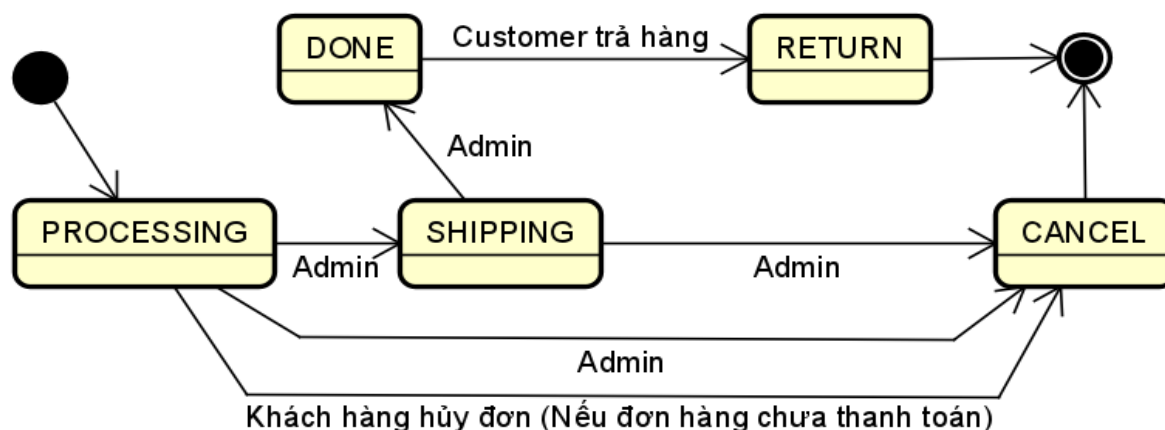 DONE
Customer trả hàng
RETURN
Admin
PROCESSING
Admin
SHIPPING
Admin
CANCEL
Admin
Khách hàng hủy đơn (Nếu đơn hàng chưa thanh toán)